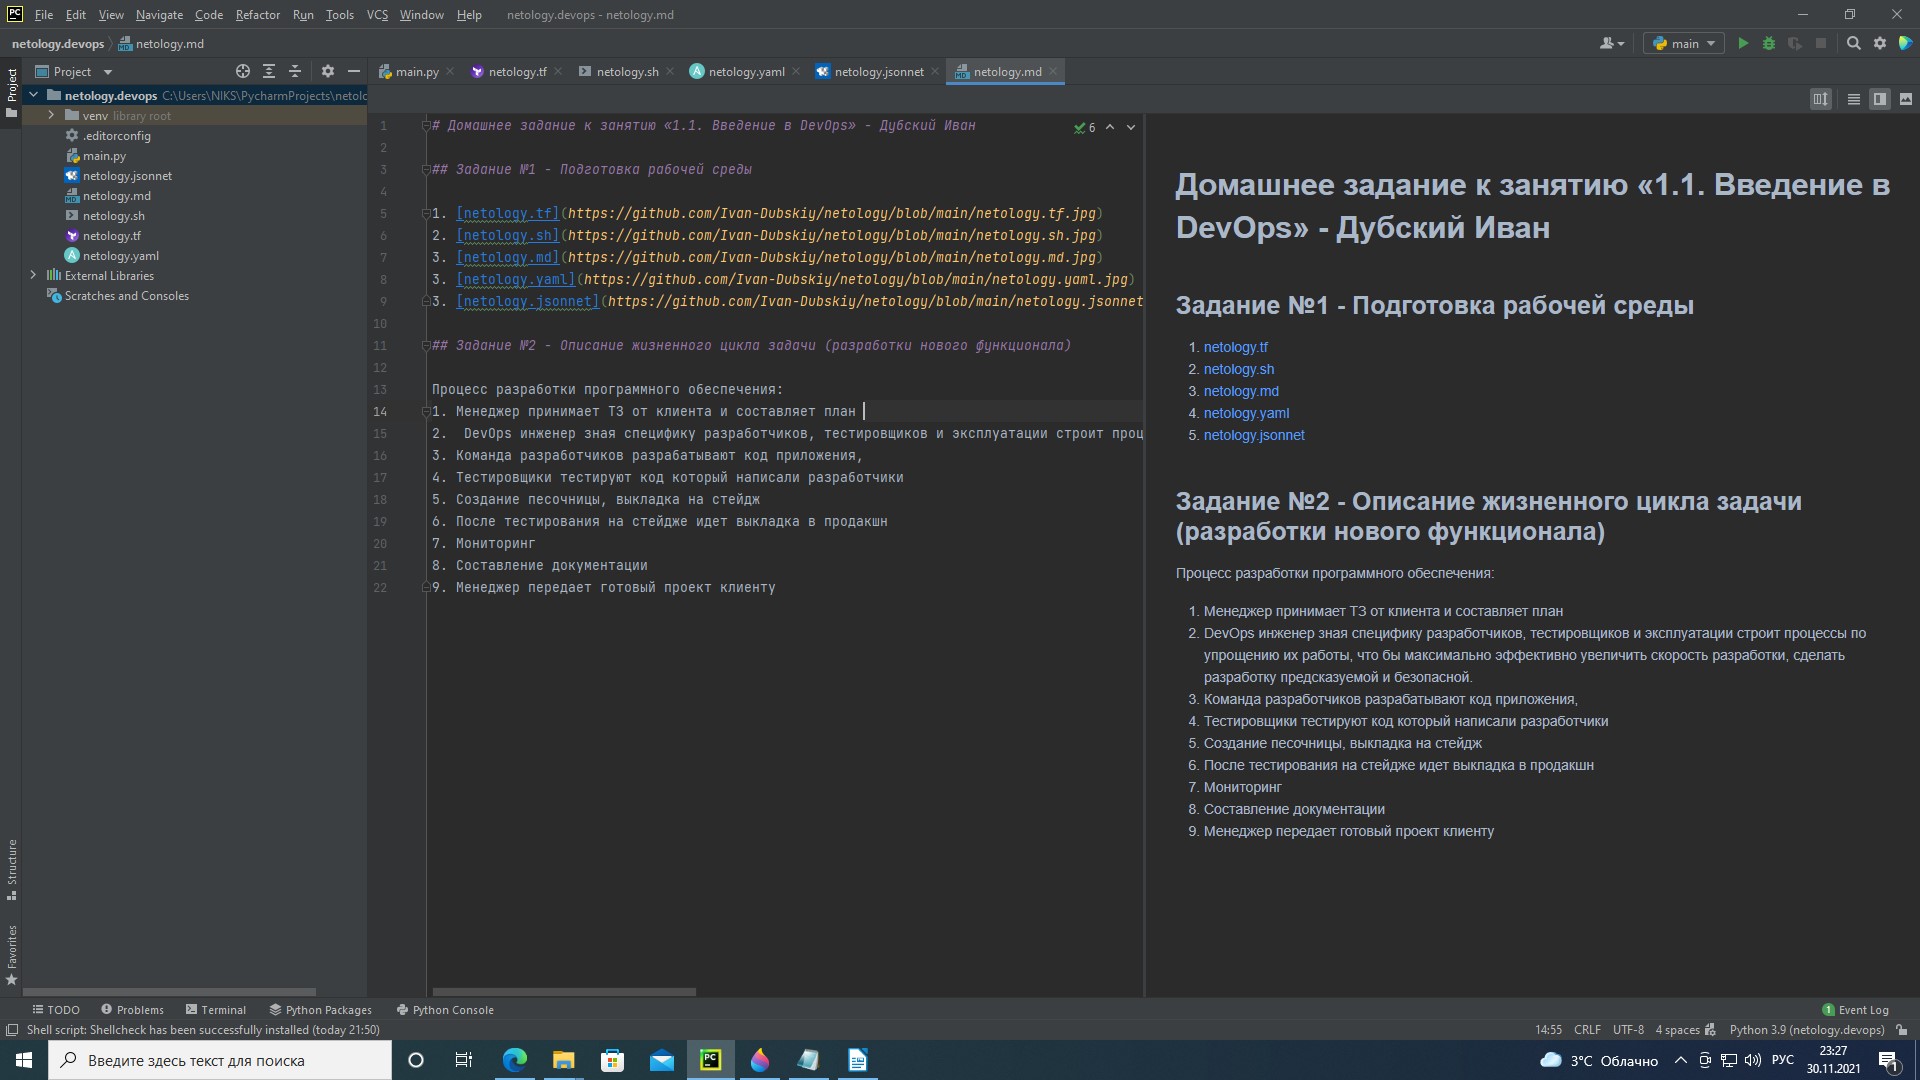 File Edit View Navigate Code Refactor Run Tools VCS Window Help netology.devops - netology.md
netology.devops netology.md
main
Project
main.py netology.tf netology.sh netology.yaml netology.jsonnet netology.md
Project
netology.devops C:\Users\NIKS\PycharmProjects\netolo
venv library root
.editorconfig
main.py
netology.jsonnet
netology.md
netology.sh
netology.tf
netology.yaml
External Libraries
Scratches and Consoles
Structure
Favorites
6
1 # Домашнее задание к занятию «1.1. Введение в DevOps» - Дубский Иван
2
3 ## Задание №1 - Подготовка рабочей среды
4
5 1. [netology.tf](https://github.com/Ivan-Dubskiy/netology/blob/main/netology.tf.jpg)
6 2. [netology.sh](https://github.com/Ivan-Dubskiy/netology/blob/main/netology.sh.jpg)
7 3. [netology.md](https://github.com/Ivan-Dubskiy/netology/blob/main/netology.md.jpg)
8 3. [netology.yaml](https://github.com/Ivan-Dubskiy/netology/blob/main/netology.yaml.jpg)
9 3. [netology.jsonnet](https://github.com/Ivan-Dubskiy/netology/blob/main/netology.jsonnet
10
11 ## Задание №2 - Описание жизненного цикла задачи (разработки нового функционала)
12
13 Процесс разработки программного обеспечения:
14 1. Менеджер принимает ТЗ от клиента и составляет план
15 2.  DevOps инженер зная специфику разработчиков, тестировщиков и эксплуатации строит проц
16 3. Команда разработчиков разрабатывают код приложения,
17 4. Тестировщики тестируют код который написали разработчики
18 5. Создание песочницы, выкладка на стейдж
19 6. После тестирования на стейдже идет выкладка в продакшн
20 7. Мониторинг
21 8. Составление документации
22 9. Менеджер передает готовый проект клиенту
Домашнее задание к занятию «1.1. Введение в
DevOps» - Дубский Иван
Задание №1 - Подготовка рабочей среды
1. netology.tf
2. netology.sh
3. netology.md
4. netology.yaml
5. netology.jsonnet
Задание №2 - Описание жизненного цикла задачи
(разработки нового функционала)
Процесс разработки программного обеспечения:
1. Менеджер принимает ТЗ от клиента и составляет план
2. DevOps инженер зная специфику разработчиков, тестировщиков и эксплуатации строит процессы по
упрощению их работы, что бы максимально эффективно увеличить скорость разработки, сделать
разработку предсказуемой и безопасной.
3. Команда разработчиков разрабатывают код приложения,
4. Тестировщики тестируют код который написали разработчики
5. Создание песочницы, выкладка на стейдж
6. После тестирования на стейдже идет выкладка в продакшн
7. Мониторинг
8. Составление документации
9. Менеджер передает готовый проект клиенту
TODO Problems Terminal Python Packages Python Console 1 Event Log
Shell script: Shellcheck has been successfully installed (today 21:50) 14:55 CRLF UTF-8 4 spaces Python 3.9 (netology.devops)
Введите здесь текст для поиска
3°C Облачно РУС 23:27
30.11.2021
1